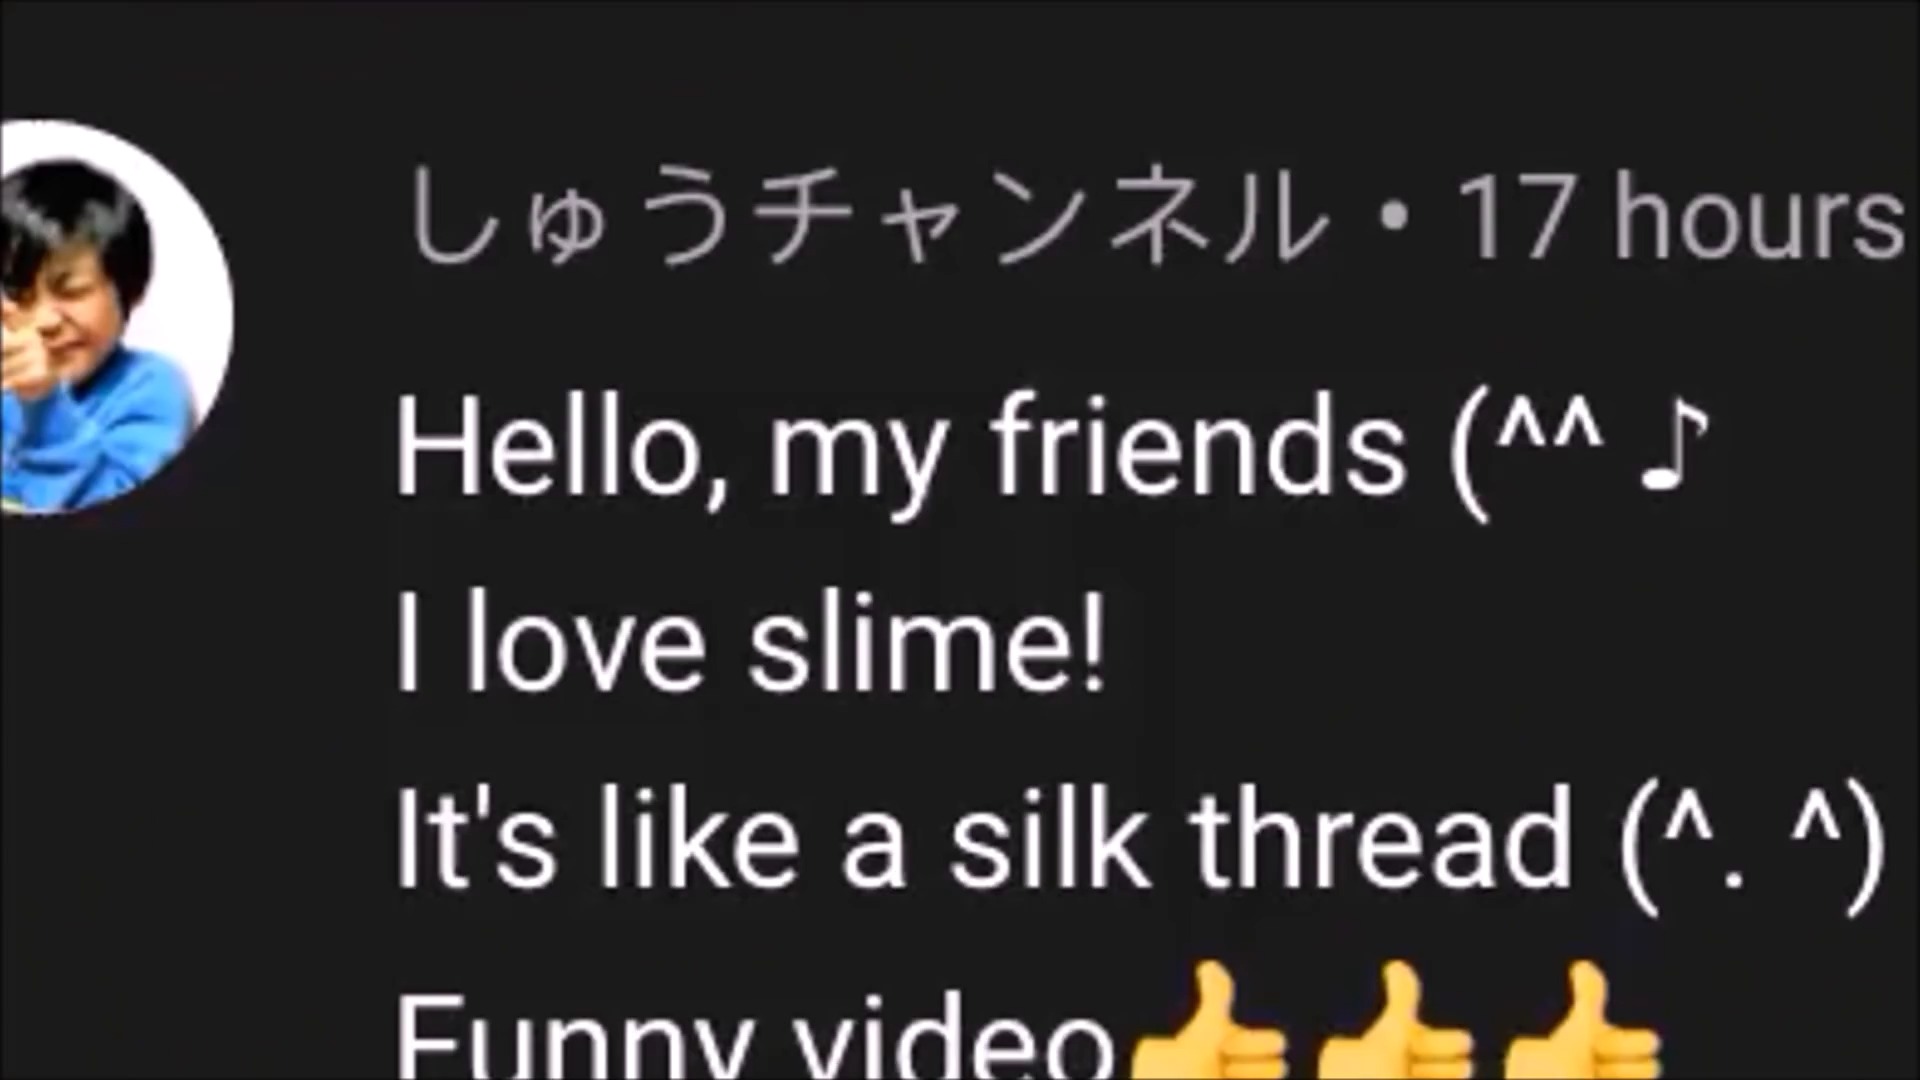 しゅうチャンネル • 17 hours
Hello, my friends (^^ ♪
I love slime!
It's like a silk thread (^. ^)
Funny video👍👍👍